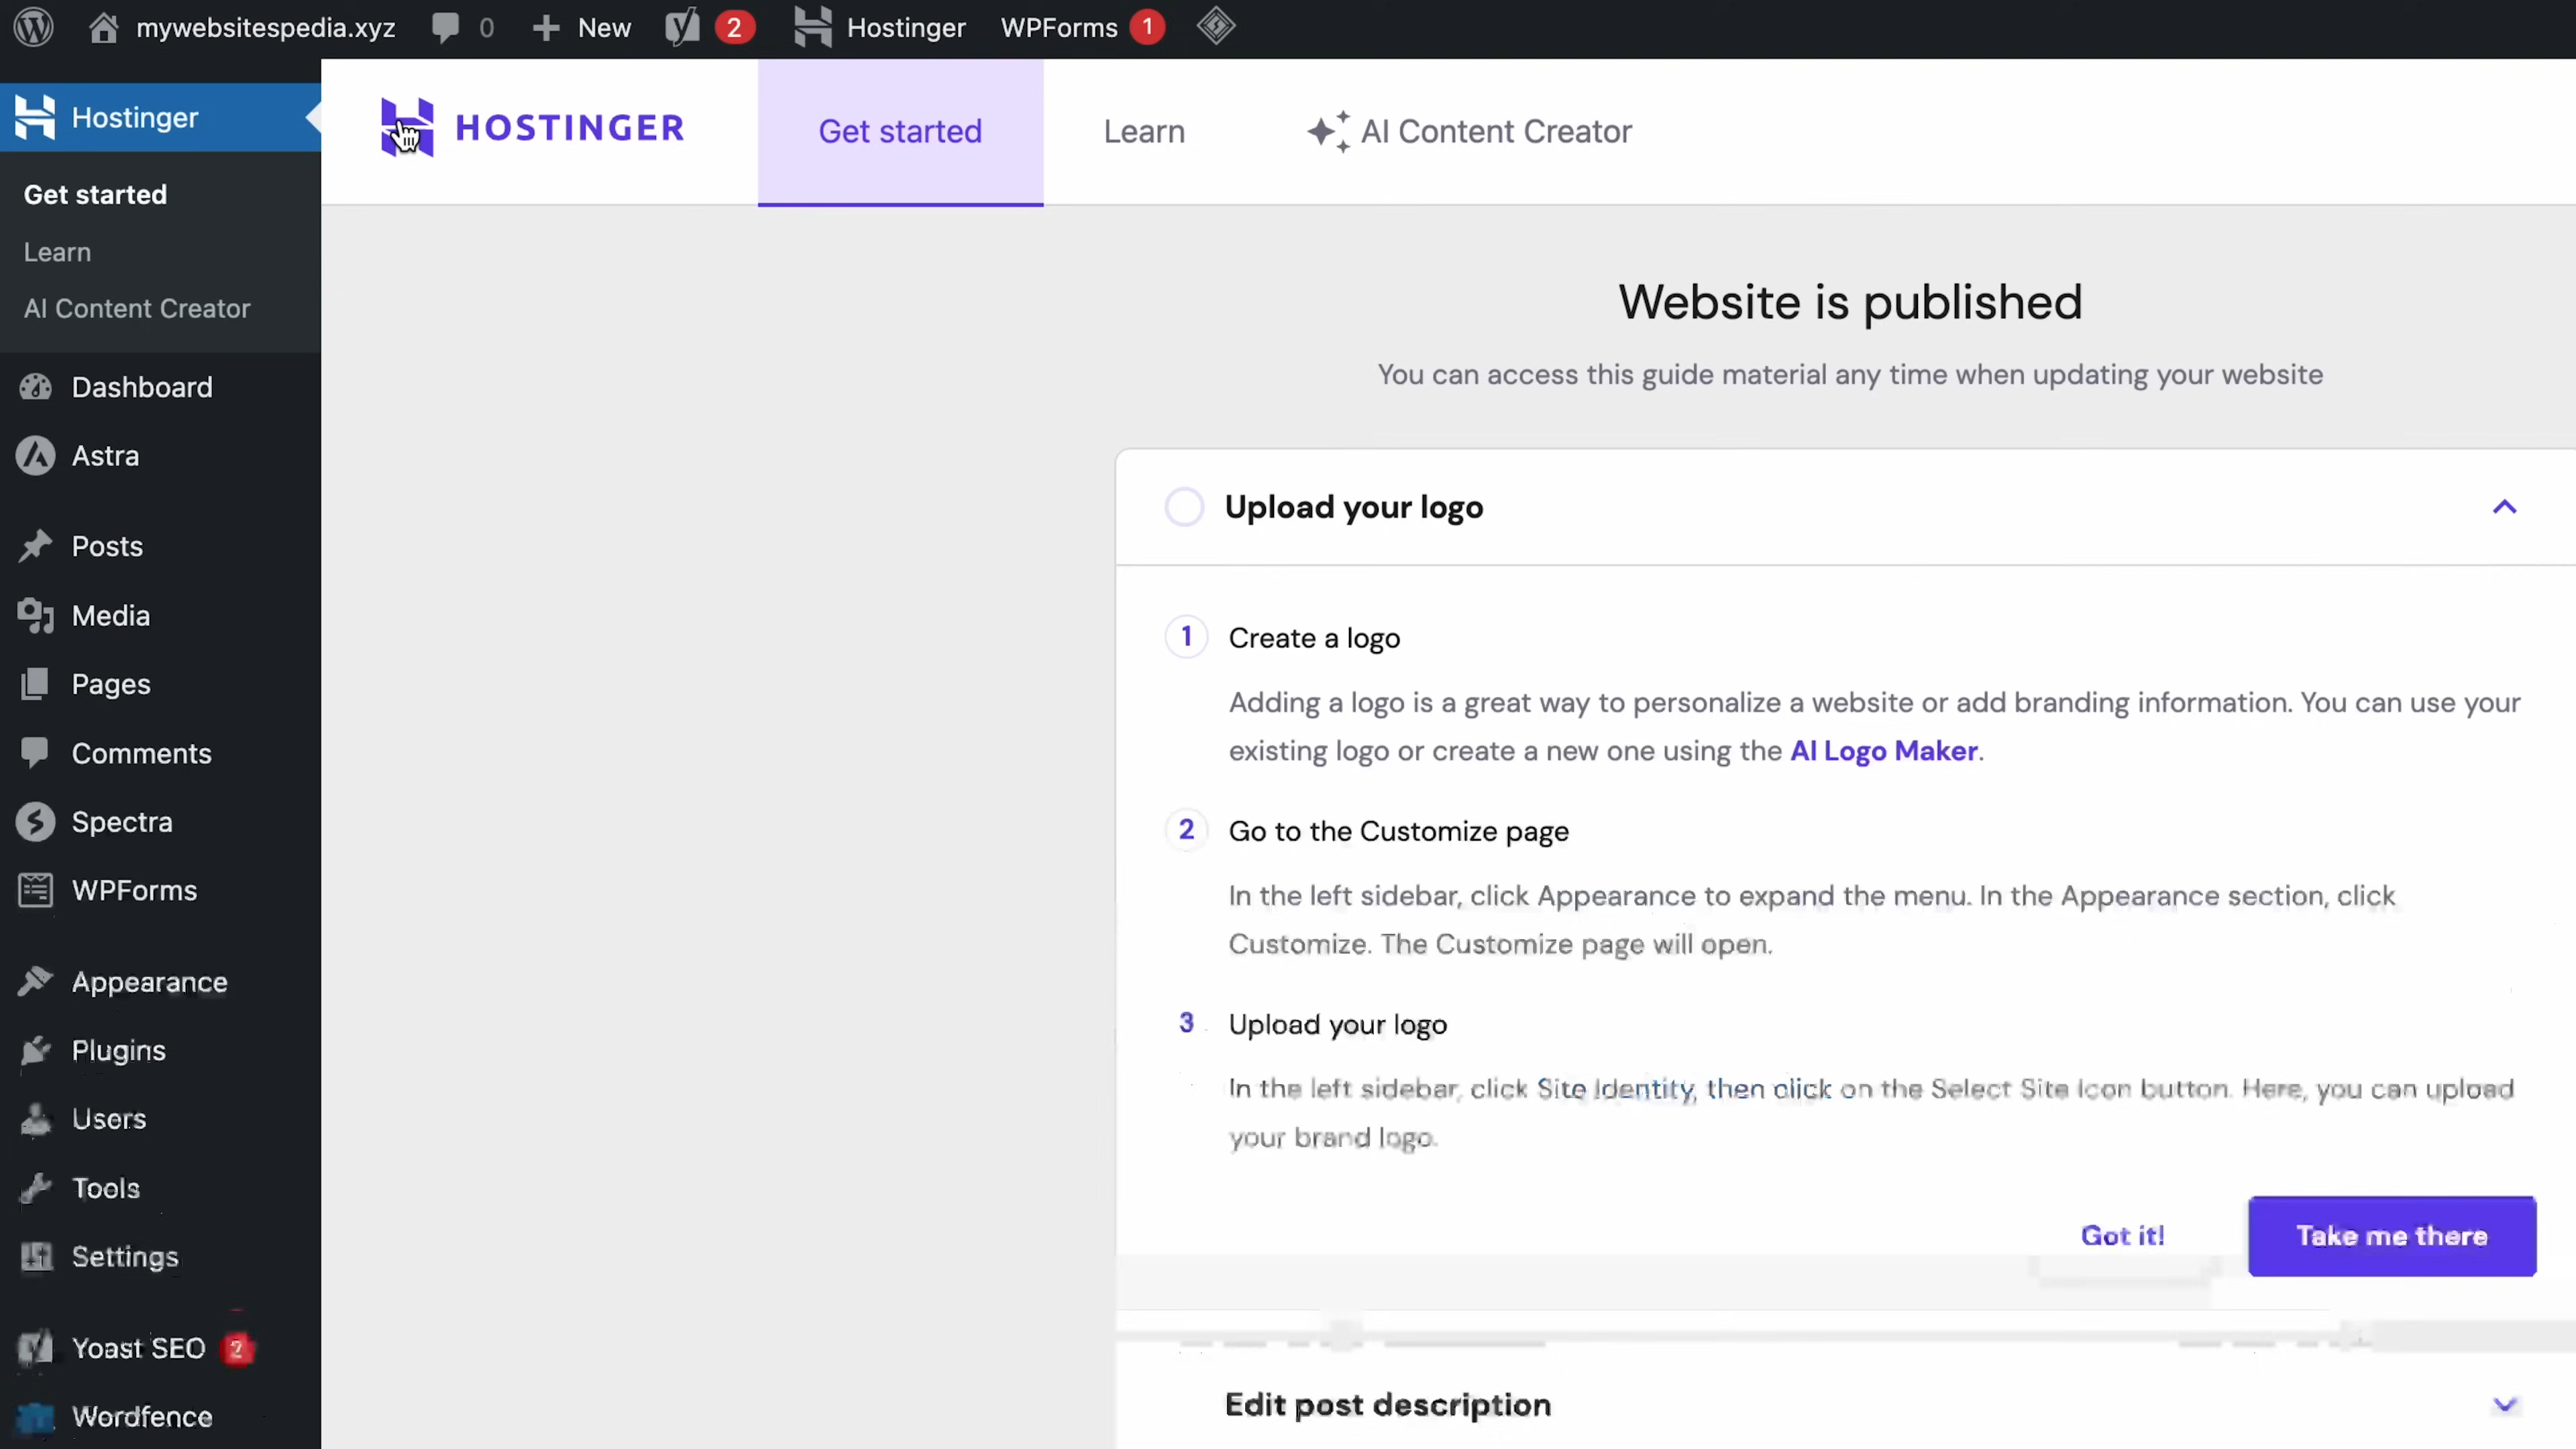 mywebsitespedia.xyz 0 New 2 Hostinger WPForms 1
Hostinger
Get started
Learn
AI Content Creator
Dashboard
Astra
Posts
Media
Pages
Comments
Spectra
WPForms
Appearance
Plugins
Users
Tools
Settings
Yoast SEO 2
Wordfence
HOSTINGER Get started Learn AI Content Creator
Website is published
You can access this guide material any time when updating your website
Upload your logo
1 Create a logo
Adding a logo is a great way to personalize a website or add branding information. You can use your
existing logo or create a new one using the AI Logo Maker.
2 Go to the Customize page
In the left sidebar, click Appearance to expand the menu. In the Appearance section, click
Customize. The Customize page will open.
3 Upload your logo
In the left sidebar, click Site Identity, then click on the Select Site Icon button. Here, you can upload
your brand logo.
Got it! Take me there
Edit post description